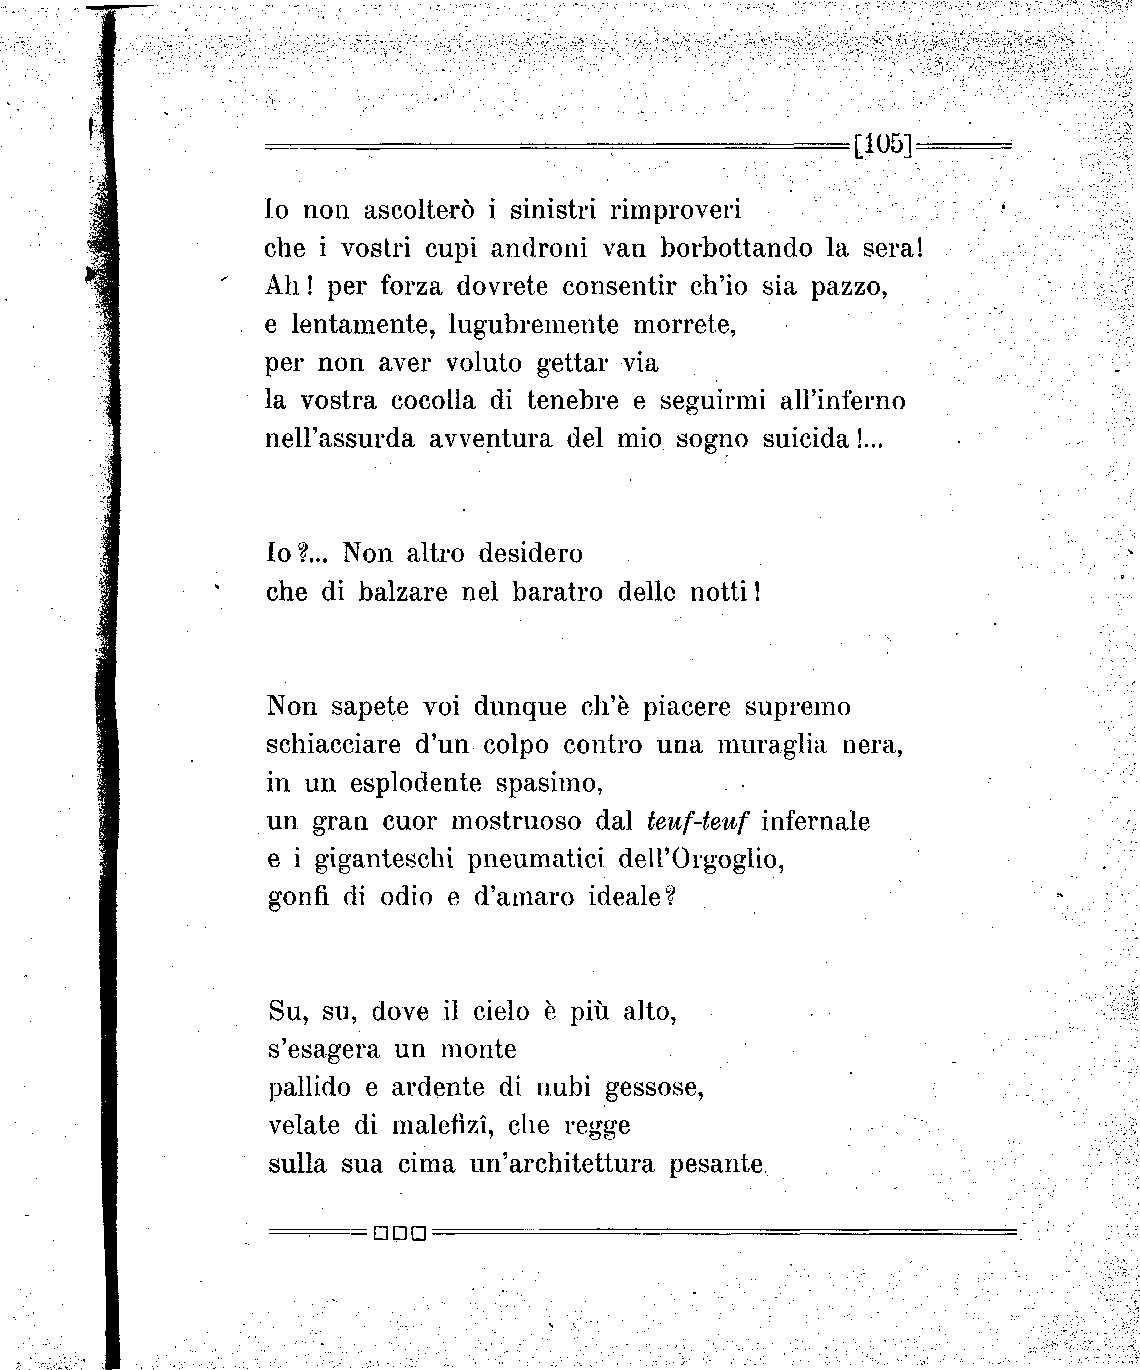 [105]
Io non ascolterò i sinistri rimproveri
che i vostri cupi androni van borbottando la sera!
Ah! per forza dovrete consentir ch'io sia pazzo,
e lentamente, lugubremente morrete,
per non aver voluto gettar via
la vostra cocolla di tenebre e seguirmi all'inferno
nell'assurda avventura del mio sogno suicida!...
Io?... Non altro desidero
che di balzare nel baratro delle notti!
Non sapete voi dunque ch'è piacere supremo
schiacciare d'un colpo contro una muraglia nera,
in un esplodente spasimo,
un gran cuor mostruoso dal teuf-teuf infernale
e i giganteschi pneumatici dell'Orgoglio,
gonfi di odio e d'amaro ideale?
Su, su, dove il cielo è più alto,
s'esagera un monte
pallido e ardente di nubi gessose,
velate di malefizî, che regge
sulla sua cima un'architettura pesante